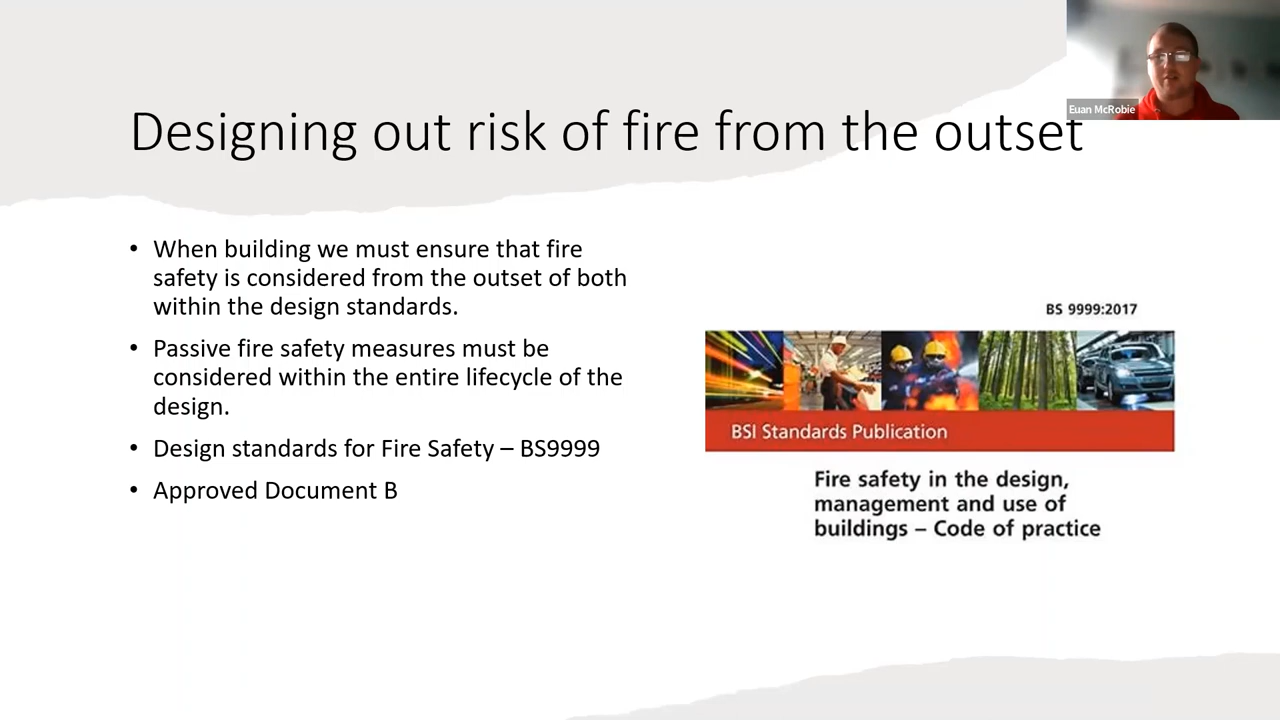 Euan McRobie
Designing out risk of fire from the outset
• When building we must ensure that fire
safety is considered from the outset of both
within the design standards.
• Passive fire safety measures must be
considered within the entire lifecycle of the
design.
• Design standards for Fire Safety – BS9999
• Approved Document B
BS 9999:2017
BSI Standards Publication
Fire safety in the design,
management and use of
buildings – Code of practice